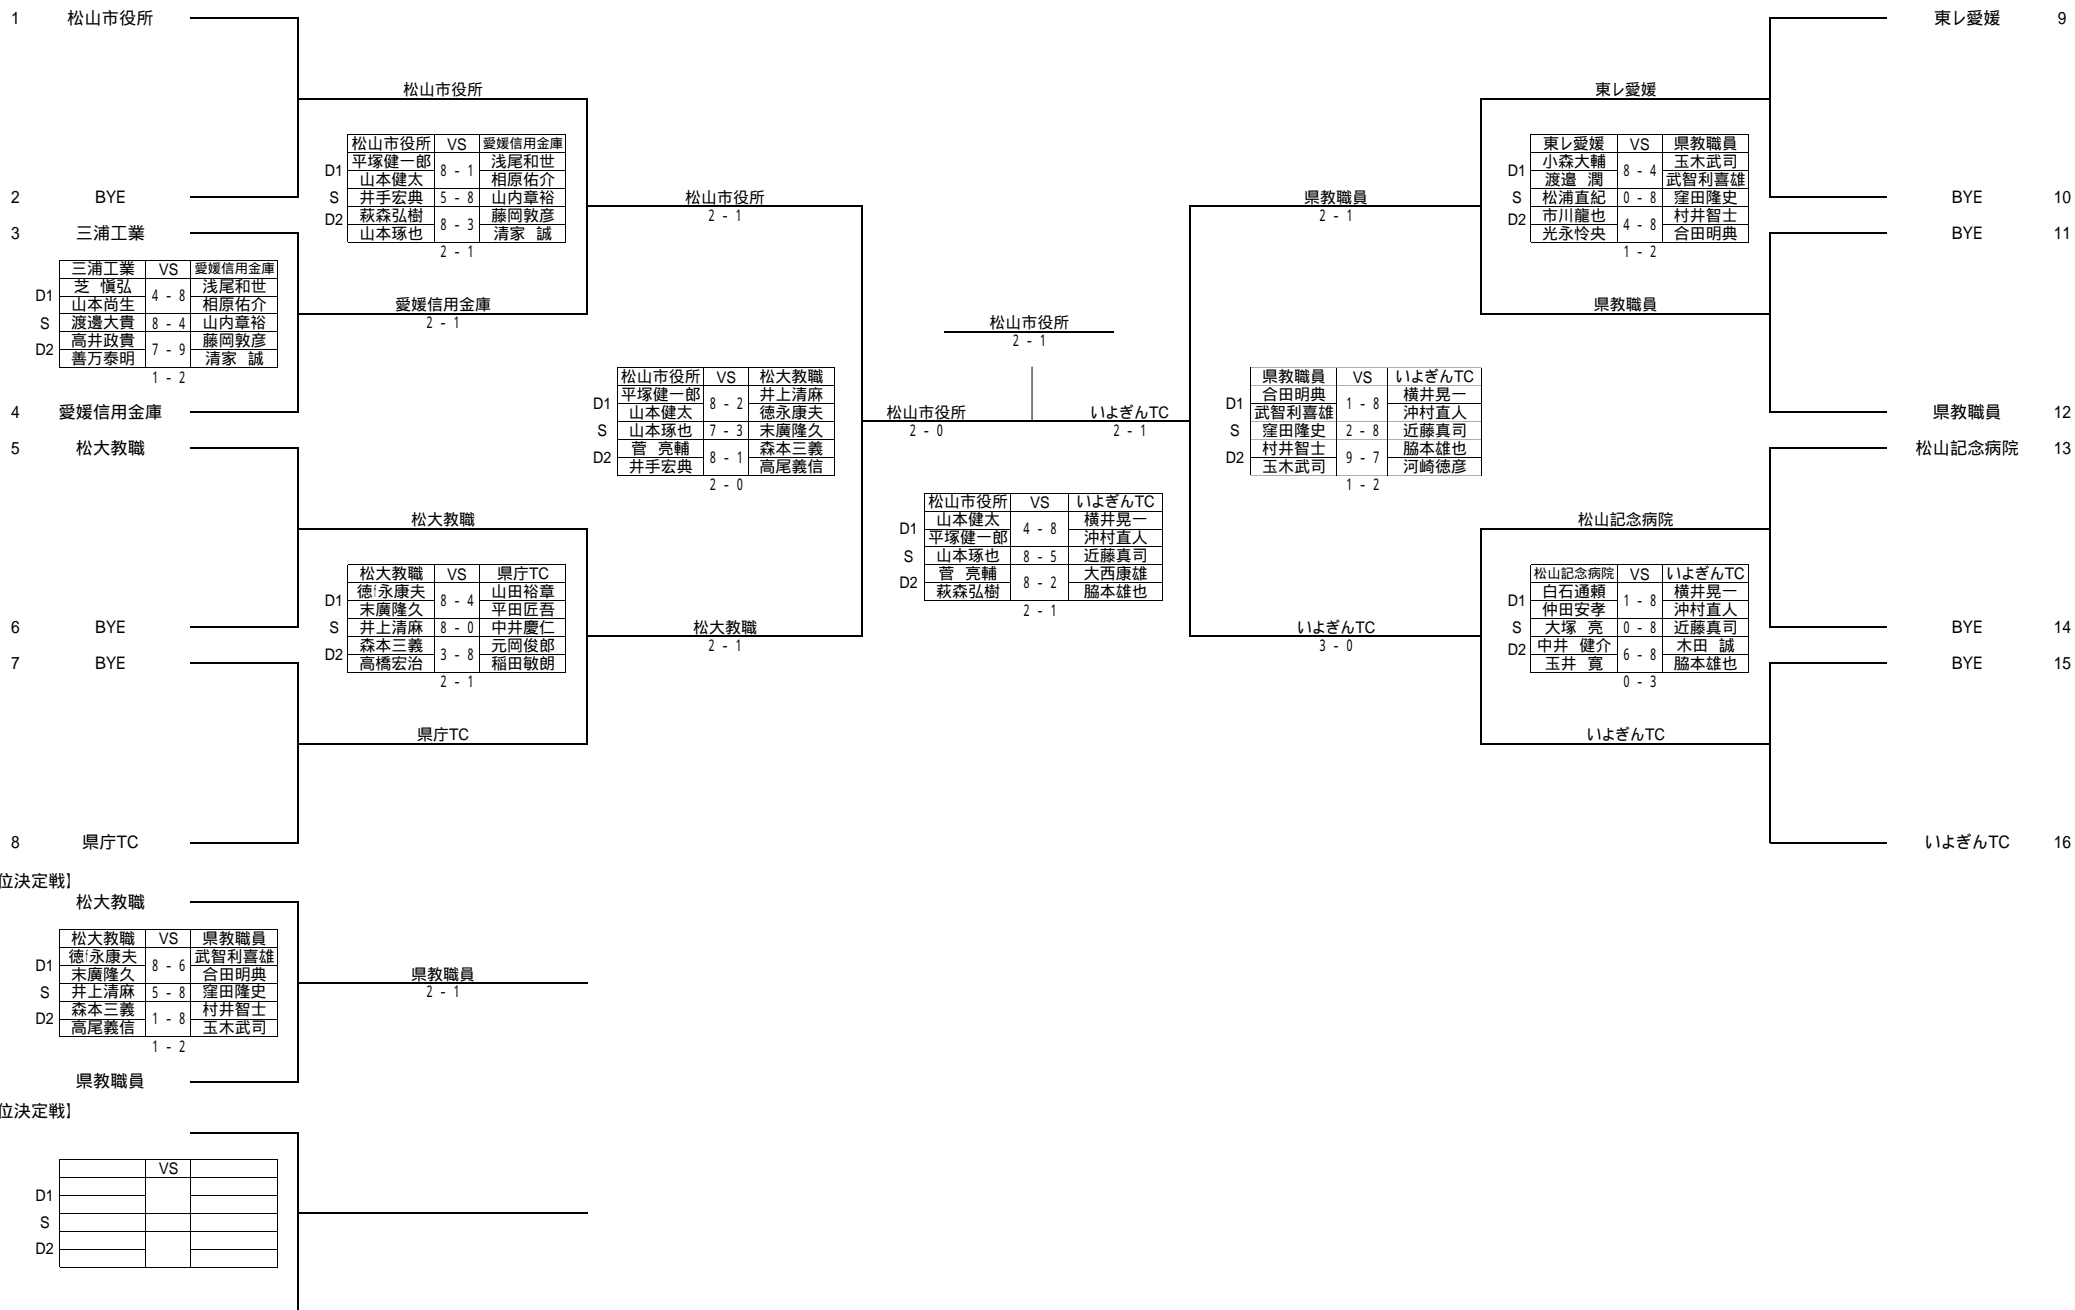 1 松山市役所
東レ愛媛 9
松山市役所
東レ愛媛
松山市役所 VS 愛媛信用金庫
D1 平塚健一郎 8 - 1 浅尾和世
山本健太 相原佑介
S 井手宏典 5 - 8 山内章裕
D2 萩森弘樹 8 - 3 藤岡敦彦
山本琢也 清家 誠
2 - 1
東レ愛媛 VS 県教職員
D1 小森大輔 8 - 4 玉木武司
渡邉 潤 武智利喜雄
S 松浦直紀 0 - 8 窪田隆史
D2 市川龍也 4 - 8 村井智士
光永怜央 合田明典
1 - 2
2 BYE
松山市役所
2 - 1
県教職員
2 - 1
BYE 10
3 三浦工業
BYE 11
三浦工業 VS 愛媛信用金庫
D1 芝 愼弘 4 - 8 浅尾和世
山本尚生 相原佑介
S 渡邊大貴 8 - 4 山内章裕
D2 高井政貴 7 - 9 藤岡敦彦
善万泰明 清家 誠
1 - 2
愛媛信用金庫
2 - 1
県教職員
松山市役所
2 - 1
松山市役所 VS 松大教職
D1 平塚健一郎 8 - 2 井上清麻
山本健太 徳永康夫
S 山本琢也 7 - 3 末廣隆久
D2 菅 亮輔 8 - 1 森本三義
井手宏典 高尾義信
2 - 0
県教職員 VS いよぎんTC
D1 合田明典 1 - 8 横井晃一
武智利喜雄 沖村直人
S 窪田隆史 2 - 8 近藤真司
D2 村井智士 9 - 7 脇本雄也
玉木武司 河崎徳彦
1 - 2
4 愛媛信用金庫
松山市役所
2 - 0
いよぎんTC
2 - 1
県教職員 12
5 松大教職
松山記念病院 13
松山市役所 VS いよぎんTC
D1 山本健太 4 - 8 横井晃一
平塚健一郎 沖村直人
S 山本琢也 8 - 5 近藤真司
D2 菅 亮輔 8 - 2 大西康雄
萩森弘樹 脇本雄也
2 - 1
松大教職
松山記念病院
松大教職 VS 県庁TC
D1 徳永康夫 8 - 4 山田裕章
末廣隆久 平田匠吾
S 井上清麻 8 - 0 中井慶仁
D2 森本三義 3 - 8 元岡俊郎
高橋宏治 稲田敏朗
2 - 1
松山記念病院 VS いよぎんTC
D1 白石通頼 1 - 8 横井晃一
仲田安孝 沖村直人
S 大塚 亮 0 - 8 近藤真司
D2 中井 健介 6 - 8 木田 誠
玉井 寛 脇本雄也
0 - 3
6 BYE
松大教職
2 - 1
いよぎんTC
3 - 0
BYE 14
7 BYE
BYE 15
県庁TC
いよぎんTC
8 県庁TC
いよぎんTC 16
位決定戦】
松大教職
松大教職 VS 県教職員
D1 徳永康夫 8 - 6 武智利喜雄
末廣隆久 合田明典
S 井上清麻 5 - 8 窪田隆史
D2 森本三義 1 - 8 村井智士
高尾義信 玉木武司
1 - 2
県教職員
2 - 1
県教職員
位決定戦】
VS
D1
S
D2